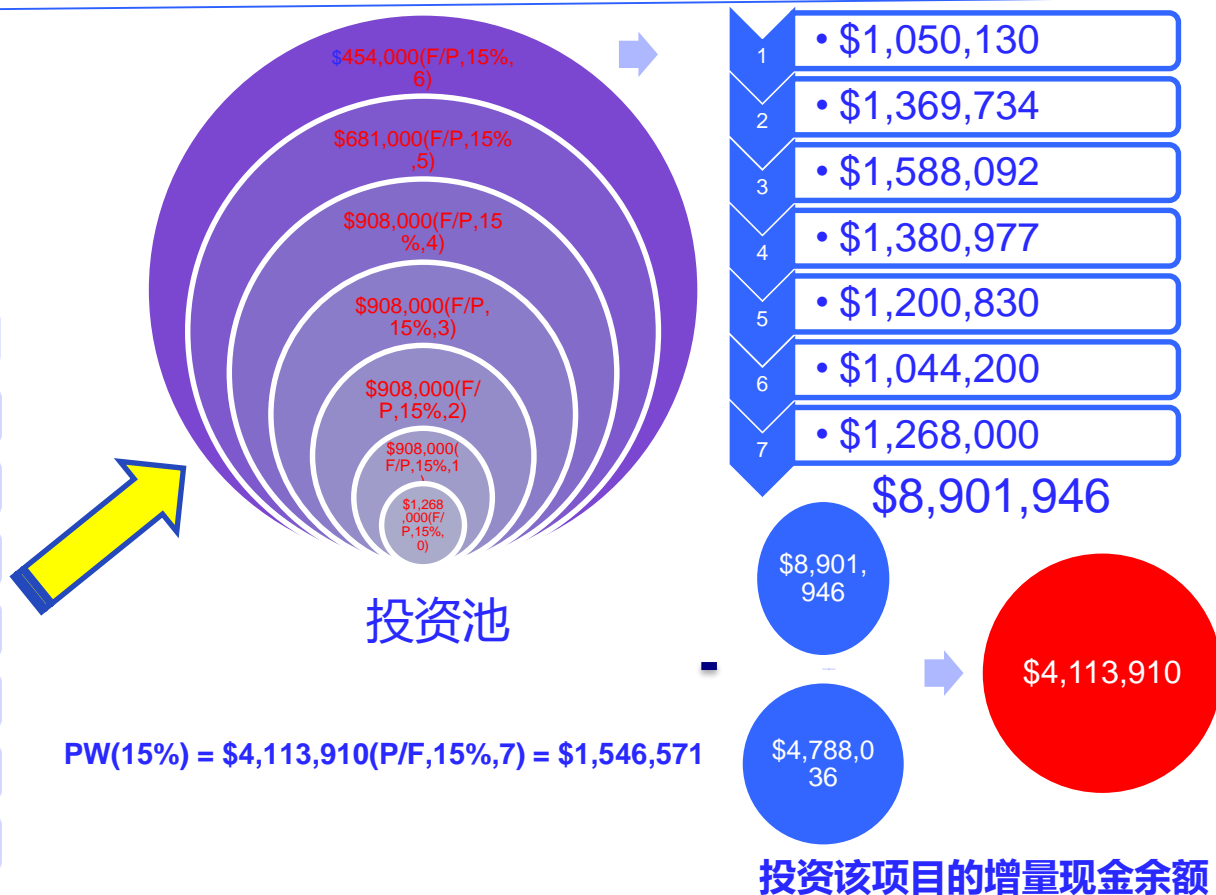 $454,000(F/P,15%,
6)
$681,000(F/P,15%
,5)
$908,000(F/P,15
%,4)
$908,000(F/P,
15%,3)
$908,000(F/
P,15%,2)
$908,000(
F/P,15%,1
)
$1,268
,000(F/
P,15%,
0)
投资池
1
• $1,050,130
2
• $1,369,734
3
• $1,588,092
4
• $1,380,977
5
• $1,200,830
6
• $1,044,200
7
• $1,268,000
$8,901,946
$8,901,
946
-
$4,788,0
36
$4,113,910
PW(15%) = $4,113,910(P/F,15%,7) = $1,546,571
投资该项目的增量现金余额